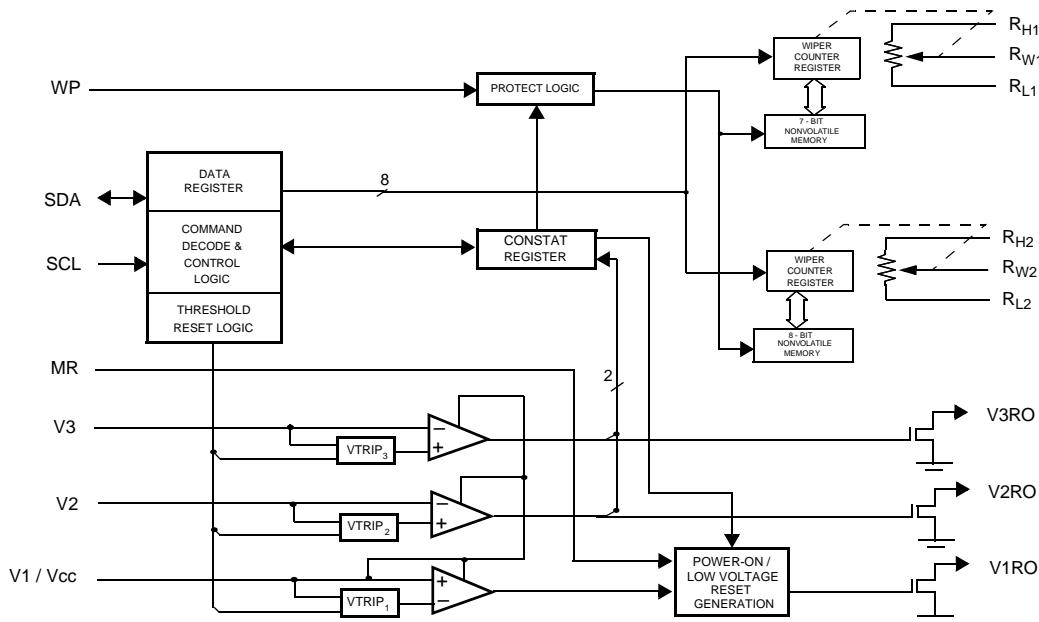 WP
SDA
SCL
MR
V3
V2
V1 / Vcc
DATA
REGISTER
COMMAND
DECODE &
CONTROL
LOGIC
THRESHOLD
RESET LOGIC
8
PROTECT LOGIC
CONSTAT
REGISTER
2
VTRIP3
VTRIP2
VTRIP1
− +
− +
+ −
POWER-ON /
LOW VOLTAGE
RESET
GENERATION
WIPER
COUNTER
REGISTER
7 - BIT
NONVOLATILE
MEMORY
RH1
RW1
RL1
WIPER
COUNTER
REGISTER
8 - BIT
NONVOLATILE
MEMORY
RH2
RW2
RL2
V3RO
V2RO
V1RO